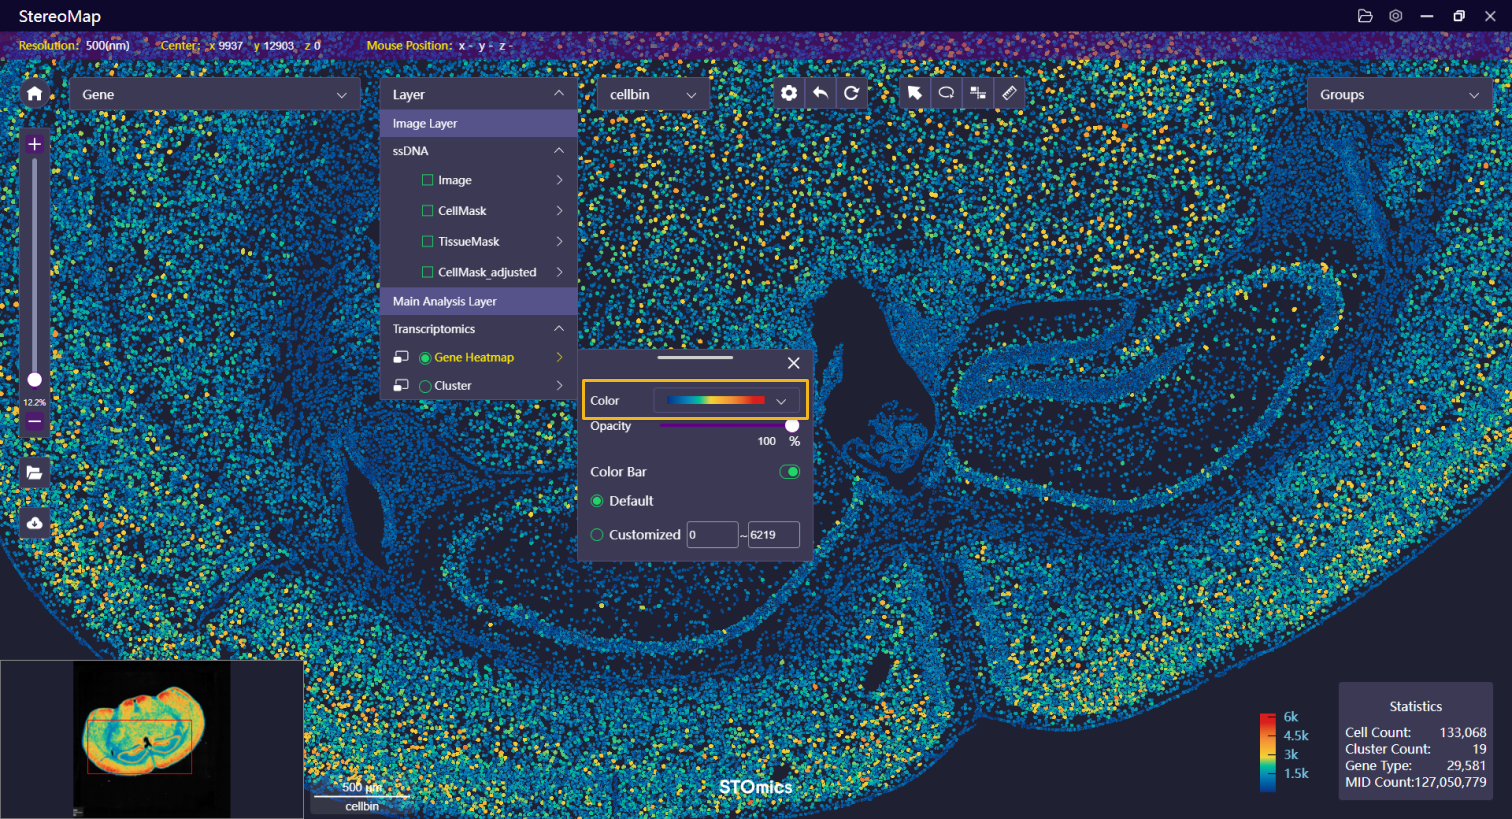 StereoMap
Resolution: 500(nm) Center: x 9937 y 12903 z 0 Mouse Position: x - y - z -
Gene
Layer
cellbin
Groups
Image Layer
ssDNA
Image
CellMask
TissueMask
CellMask_adjusted
Main Analysis Layer
Transcriptomics
Gene Heatmap
Cluster
12.2%
Color
Opacity
100 %
Color Bar
Default
Customized 0 ~ 6219
500 μm
cellbin
STOmics
6k
4.5k
3k
1.5k
Statistics
Cell Count: 133,068
Cluster Count: 19
Gene Type: 29,581
MID Count:127,050,779